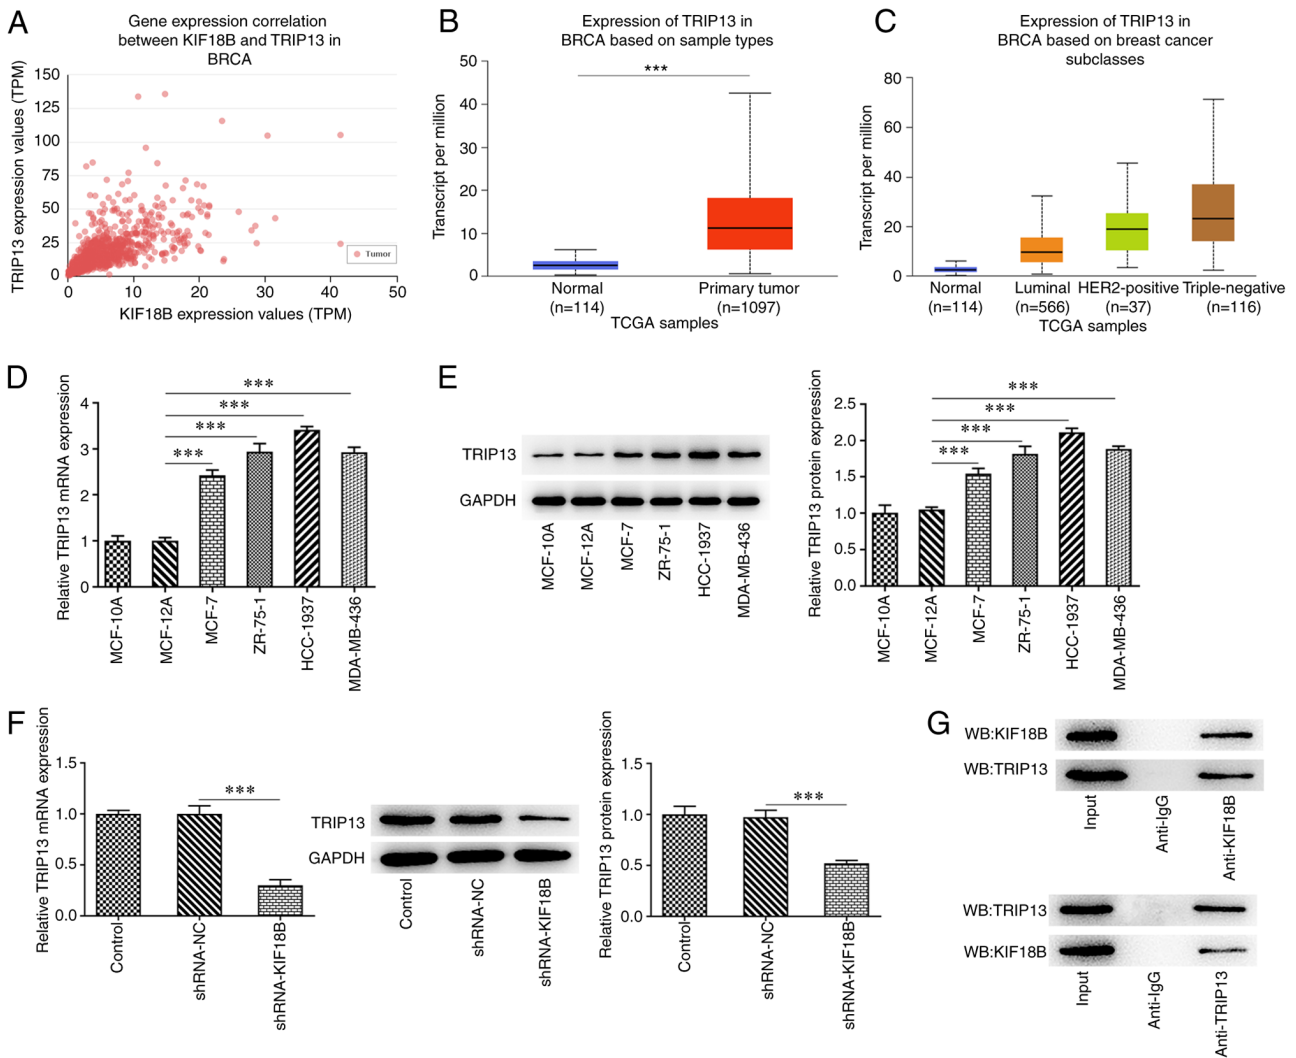 A
Gene expression correlation
between KIF18B and TRIP13 in
BRCA
TRIP13 expression values (TPM)
150
125
100
75
50
25
0
Tumor
0 10 20 30 40 50
KIF18B expression values (TPM)
B
Expression of TRIP13 in
BRCA based on sample types
Transcript per million
50
40
30
20
10
0
***
Normal
(n=114)
Primary tumor
(n=1097)
TCGA samples
C
Expression of TRIP13 in
BRCA based on breast cancer
subclasses
Transcript per million
80
60
40
20
0
Normal
(n=114)
Luminal
(n=566)
HER2-positive
(n=37)
Triple-negative
(n=116)
TCGA samples
D
Relative TRIP13 mRNA expression
4
3
2
1
0
***
***
***
***
MCF-10A
MCF-12A
MCF-7
ZR-75-1
HCC-1937
MDA-MB-436
E
TRIP13
GAPDH
MCF-10A
MCF-12A
MCF-7
ZR-75-1
HCC-1937
MDA-MB-436
Relative TRIP13 protein expression
2.5
2.0
1.5
1.0
0.5
0.0
***
***
***
***
MCF-10A
MCF-12A
MCF-7
ZR-75-1
HCC-1937
MDA-MB-436
F
Relative TRIP13 mRNA expression
1.5
1.0
0.5
0.0
***
Control
shRNA-NC
shRNA-KIF18B
TRIP13
GAPDH
Control
shRNA-NC
shRNA-KIF18B
Relative TRIP13 protein expression
1.5
1.0
0.5
0.0
***
Control
shRNA-NC
shRNA-KIF18B
G
WB:KIF18B
WB:TRIP13
Input
Anti-IgG
Anti-KIF18B
WB:TRIP13
WB:KIF18B
Input
Anti-IgG
Anti-TRIP13